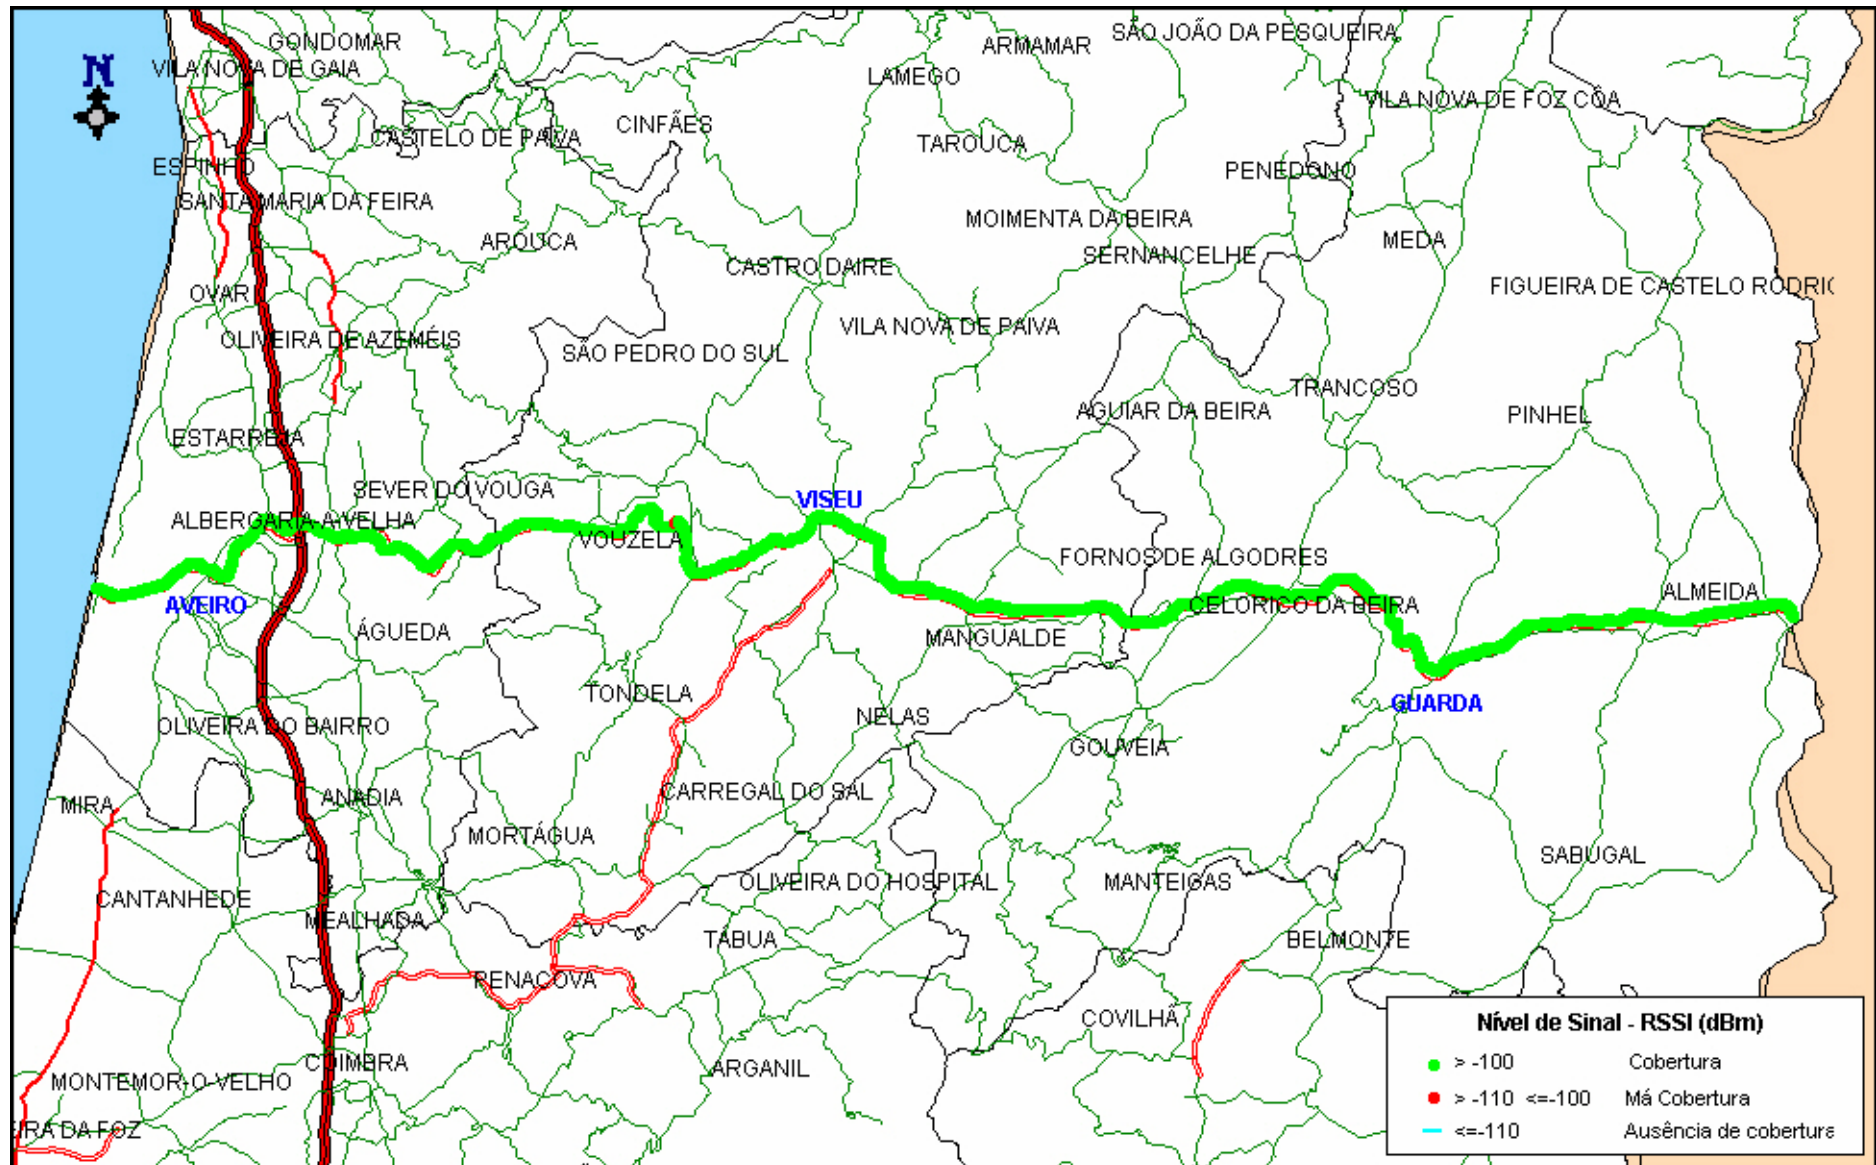 GONDOMAR
ARMAMAR
SÃO JOÃO DA PESQUEIRA
N
VILA NOVA DE GAIA
LAMEGO
VILA NOVA DE FOZ CÔA
CASTELO DE PAIVA
CINFÃES
TAROUCA
ESPINHO
PENEDONO
SANTA MARIA DA FEIRA
MOIMENTA DA BEIRA
AROUCA
MEDA
SERNANCELHE
CASTRO DAIRE
OVAR
FIGUEIRA DE CASTELO RODRIG
VILA NOVA DE PAIVA
OLIVEIRA DE AZEMÉIS
SÃO PEDRO DO SUL
TRANCOSO
AGUIAR DA BEIRA
PINHEL
ESTARREJA
SEVER DO VOUGA
VISEU
ALBERGARIA-A-VELHA
VOUZELA
FORNOS DE ALGODRES
ALMEIDA
AVEIRO
CELORICO DA BEIRA
ÁGUEDA
MANGUALDE
TONDELA
GUARDA
NELAS
OLIVEIRA DO BAIRRO
GOUVEIA
CARREGAL DO SAL
ANADIA
MIRA
MORTÁGUA
SABUGAL
OLIVEIRA DO HOSPITAL
MANTEIGAS
CANTANHEDE
MEALHADA
TÁBUA
BELMONTE
PENACOVA
COVILHÃ
COIMBRA
ARGANIL
MONTEMOR-O-VELHO
EIRA DA FOZ
Nível de Sinal - RSSI (dBm)
> -100 Cobertura
> -110 <=-100 Má Cobertura
<=-110 Ausência de cobertura